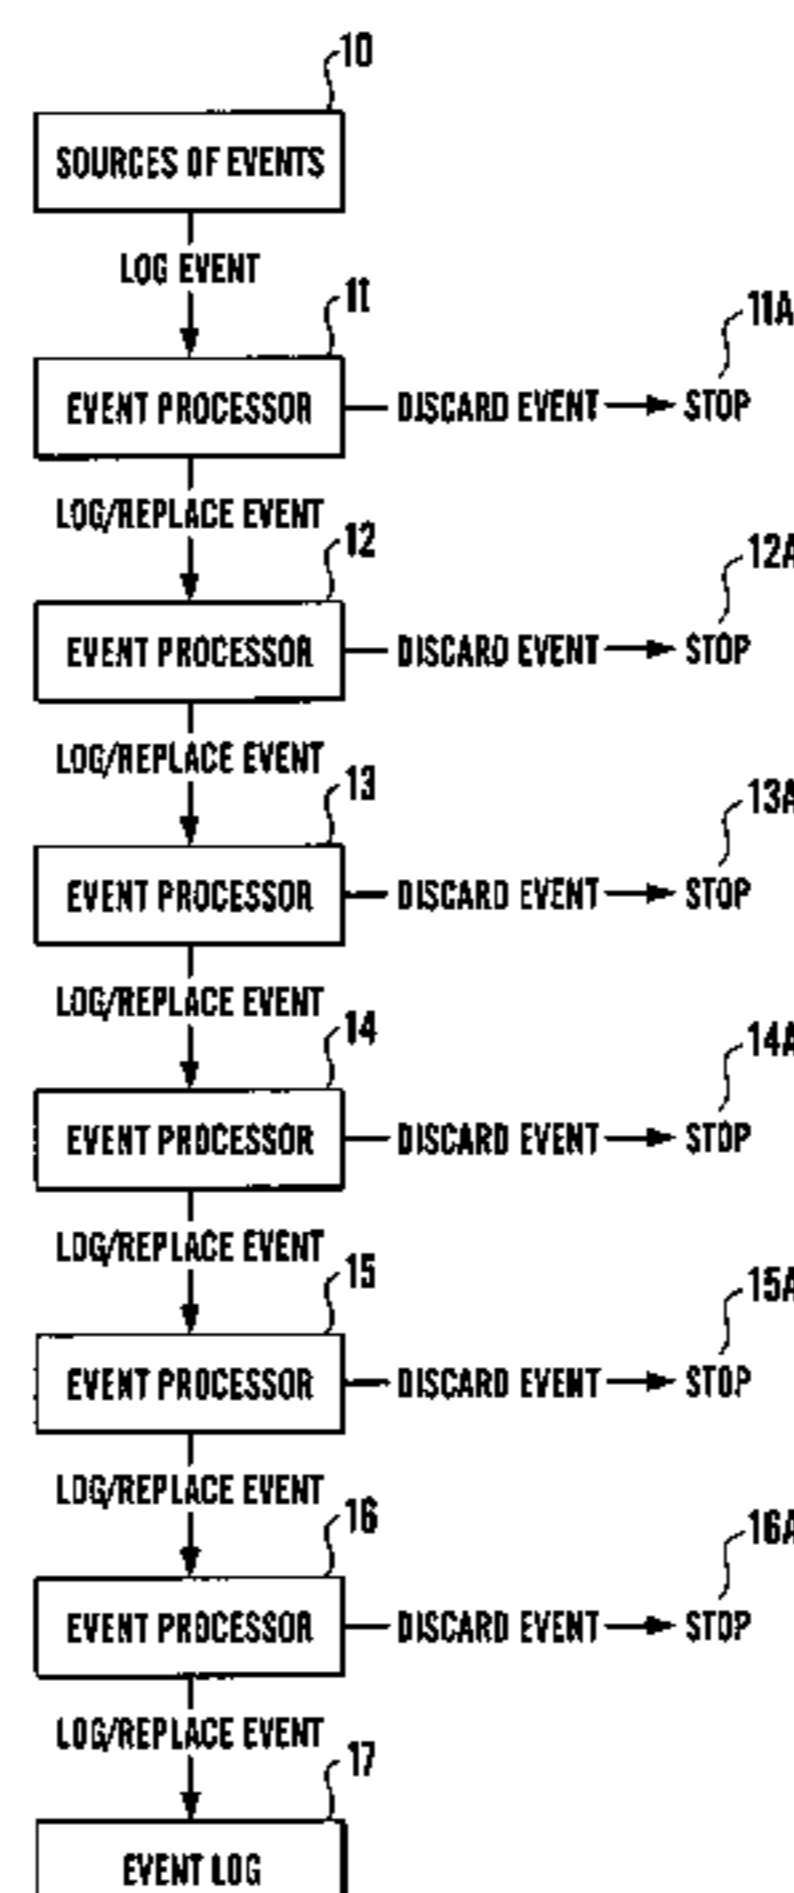 10
SOURCES OF EVENTS
LOG EVENT
11
11A
EVENT PROCESSOR DISCARD EVENT STOP
LOG/REPLACE EVENT
12
12A
EVENT PROCESSOR DISCARD EVENT STOP
LOG/REPLACE EVENT
13
13A
EVENT PROCESSOR DISCARD EVENT STOP
LOG/REPLACE EVENT
14
14A
EVENT PROCESSOR DISCARD EVENT STOP
LOG/REPLACE EVENT
15
15A
EVENT PROCESSOR DISCARD EVENT STOP
LOG/REPLACE EVENT
16
16A
EVENT PROCESSOR DISCARD EVENT STOP
LOG/REPLACE EVENT
17
EVENT LOG